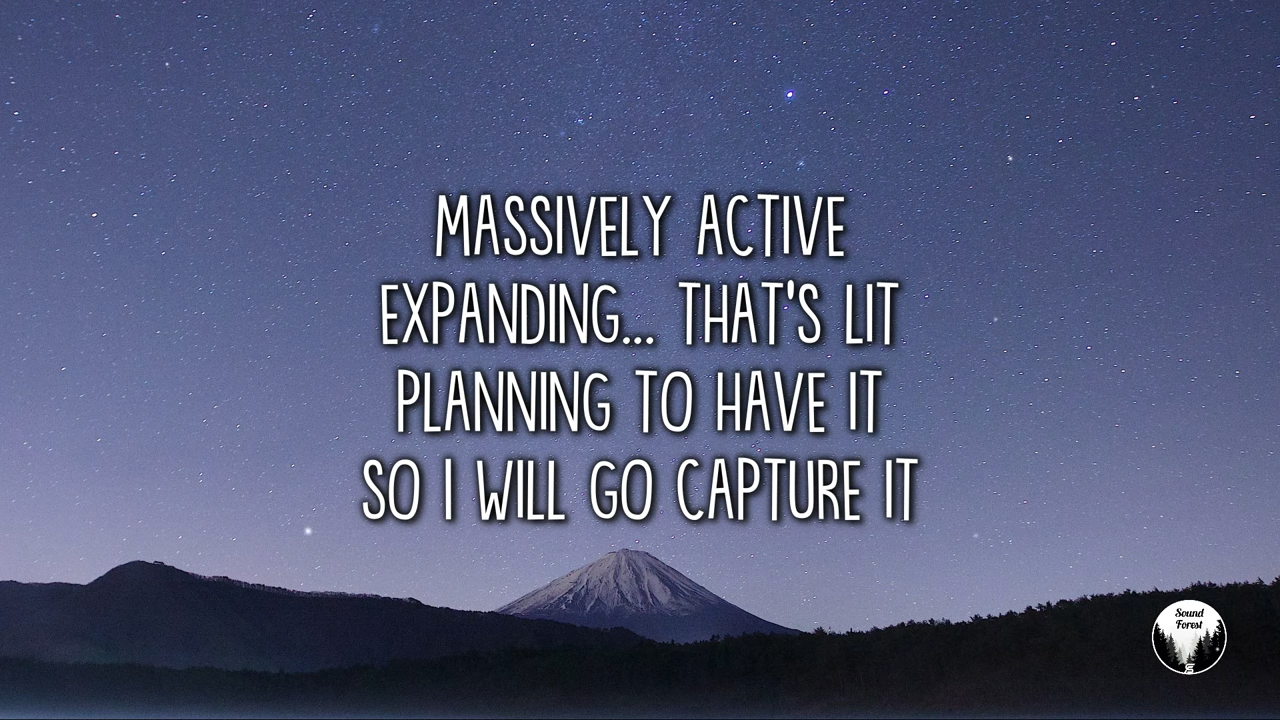 MASSIVELY ACTIVE
EXPANDING... THAT'S LIT
PLANNING TO HAVE IT
SO I WILL GO CAPTURE IT
Sound
Forest